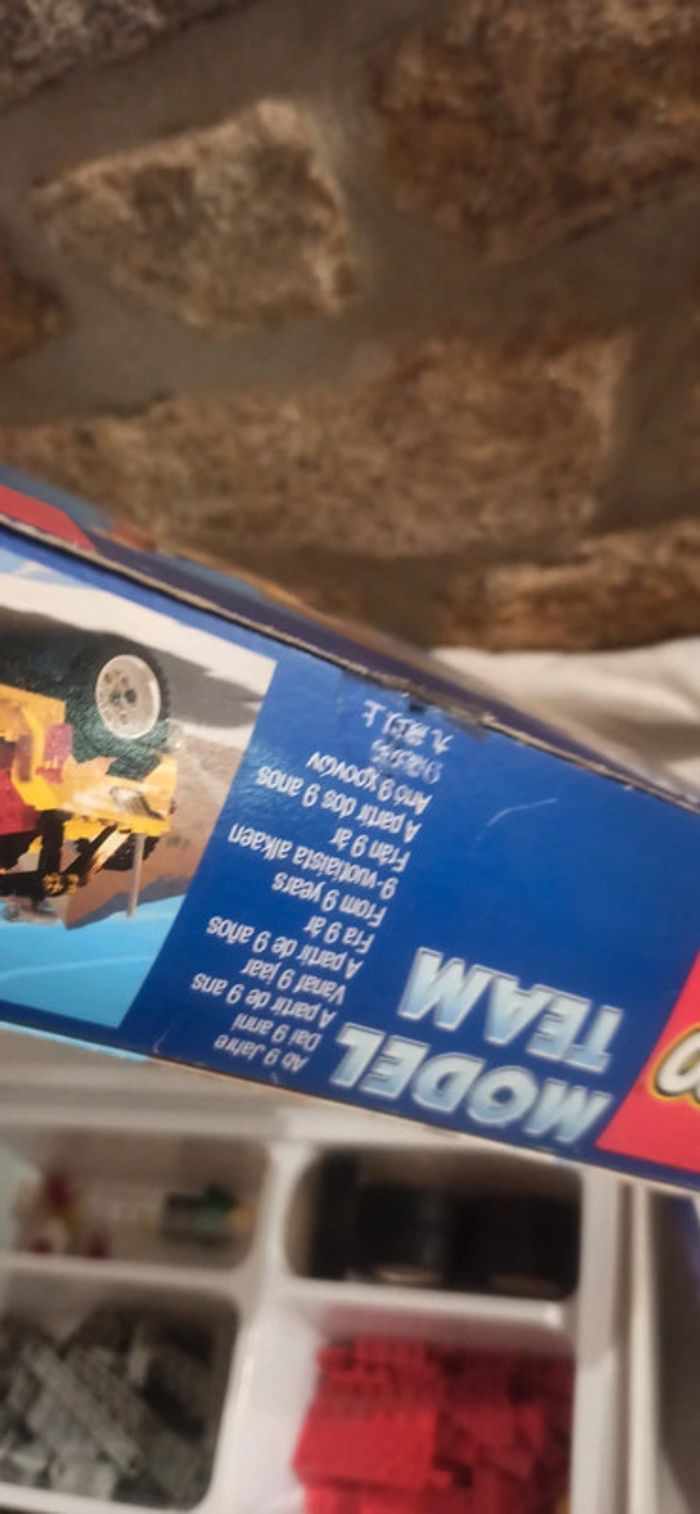 MODEL
TEAM
Ab 9 Jahre
Dai 9 anni
A partir de 9 ans
Vanaf 9 jaar
A partir de 9 años
Fra 9 år
From 9 years
9-vuotiaista alkaen
Från 9 år
A partir dos 9 anos
Από 9 χρονών